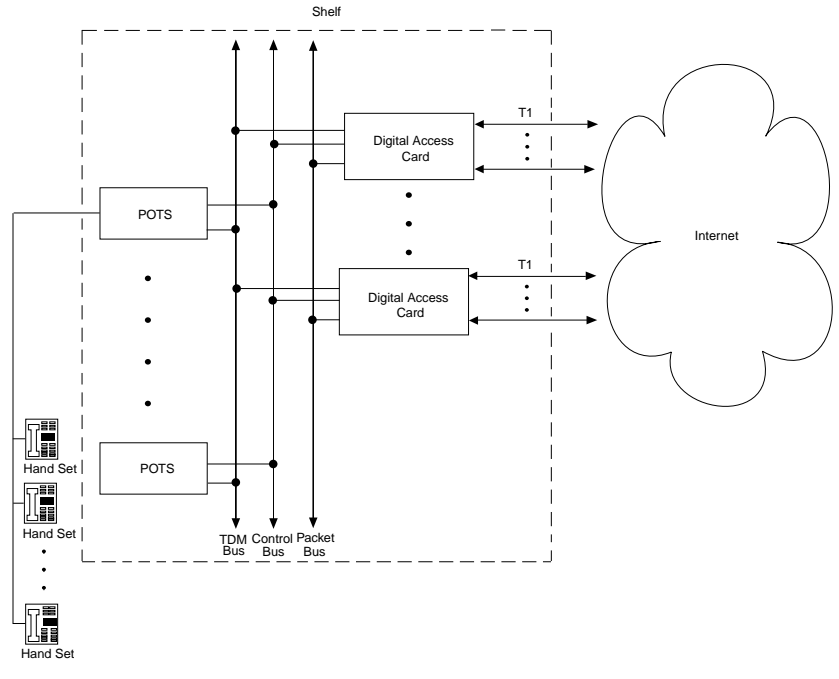 Shelf
T1
Digital Access
Card
POTS
Internet
T1
Digital Access
Card
POTS
Hand Set
Hand Set
TDM
Bus
Control
Bus
Packet
Bus
Hand Set